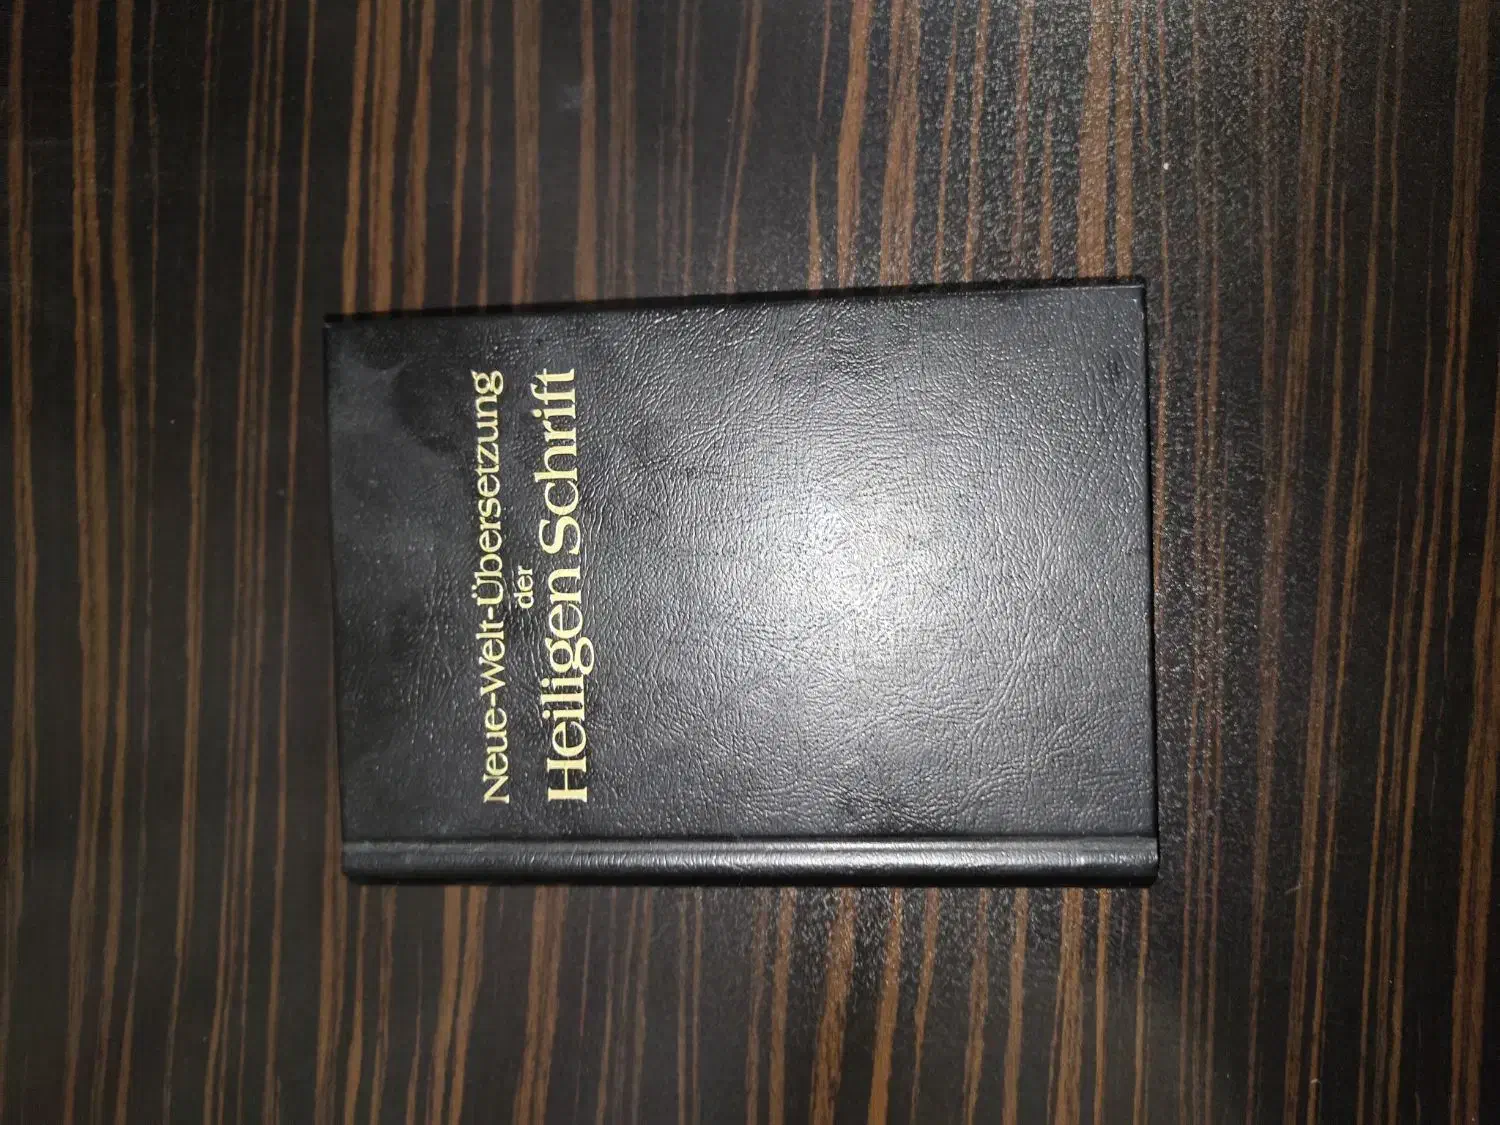 Neue-Welt-Übersetzung
der
Heiligen Schrift